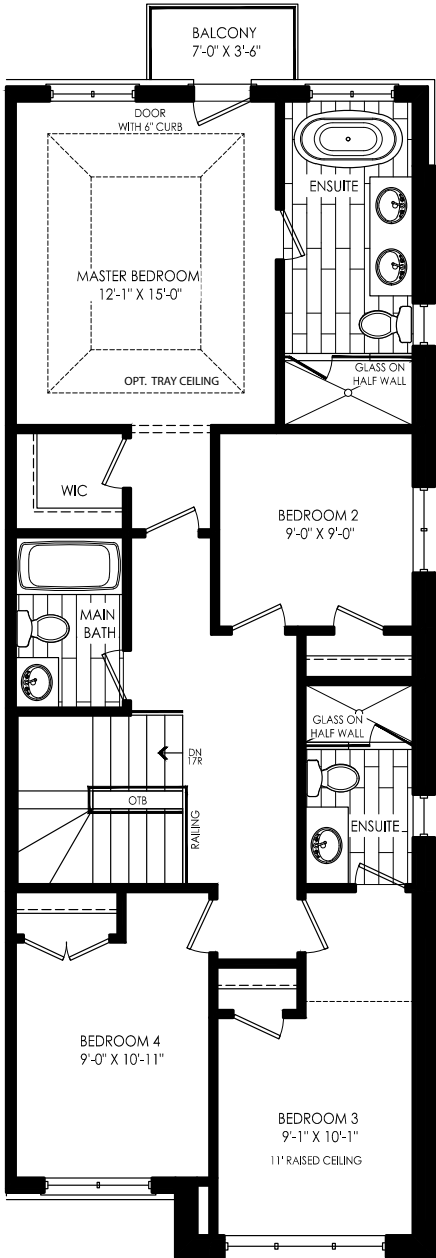 BALCONY
7'-0" X 3'-6"
DOOR
WITH 6" CURB
ENSUITE
MASTER BEDROOM
12'-1" X 15'-0"
OPT. TRAY CEILING
GLASS ON
HALF WALL
WIC
BEDROOM 2
9'-0" X 9'-0"
MAIN
BATH
GLASS ON
HALF WALL
DN
17R
OTB
RAILING
ENSUITE
BEDROOM 4
9'-0" X 10'-11"
BEDROOM 3
9'-1" X 10'-1"
11' RAISED CEILING